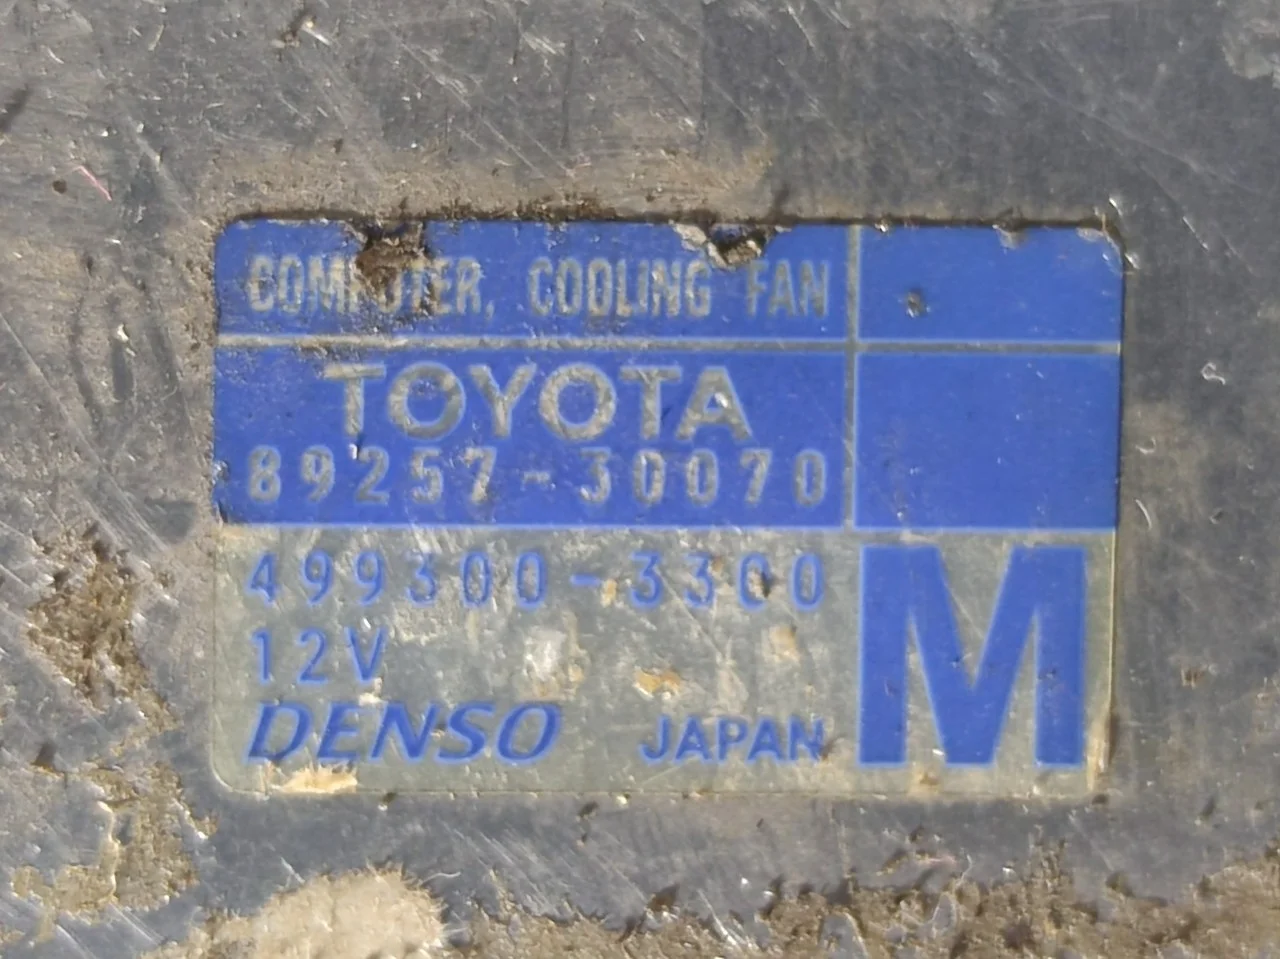 COMPUTER, COOLING FAN
TOYOTA
89257-30070
499300-3300
12V
DENSO JAPAN
M